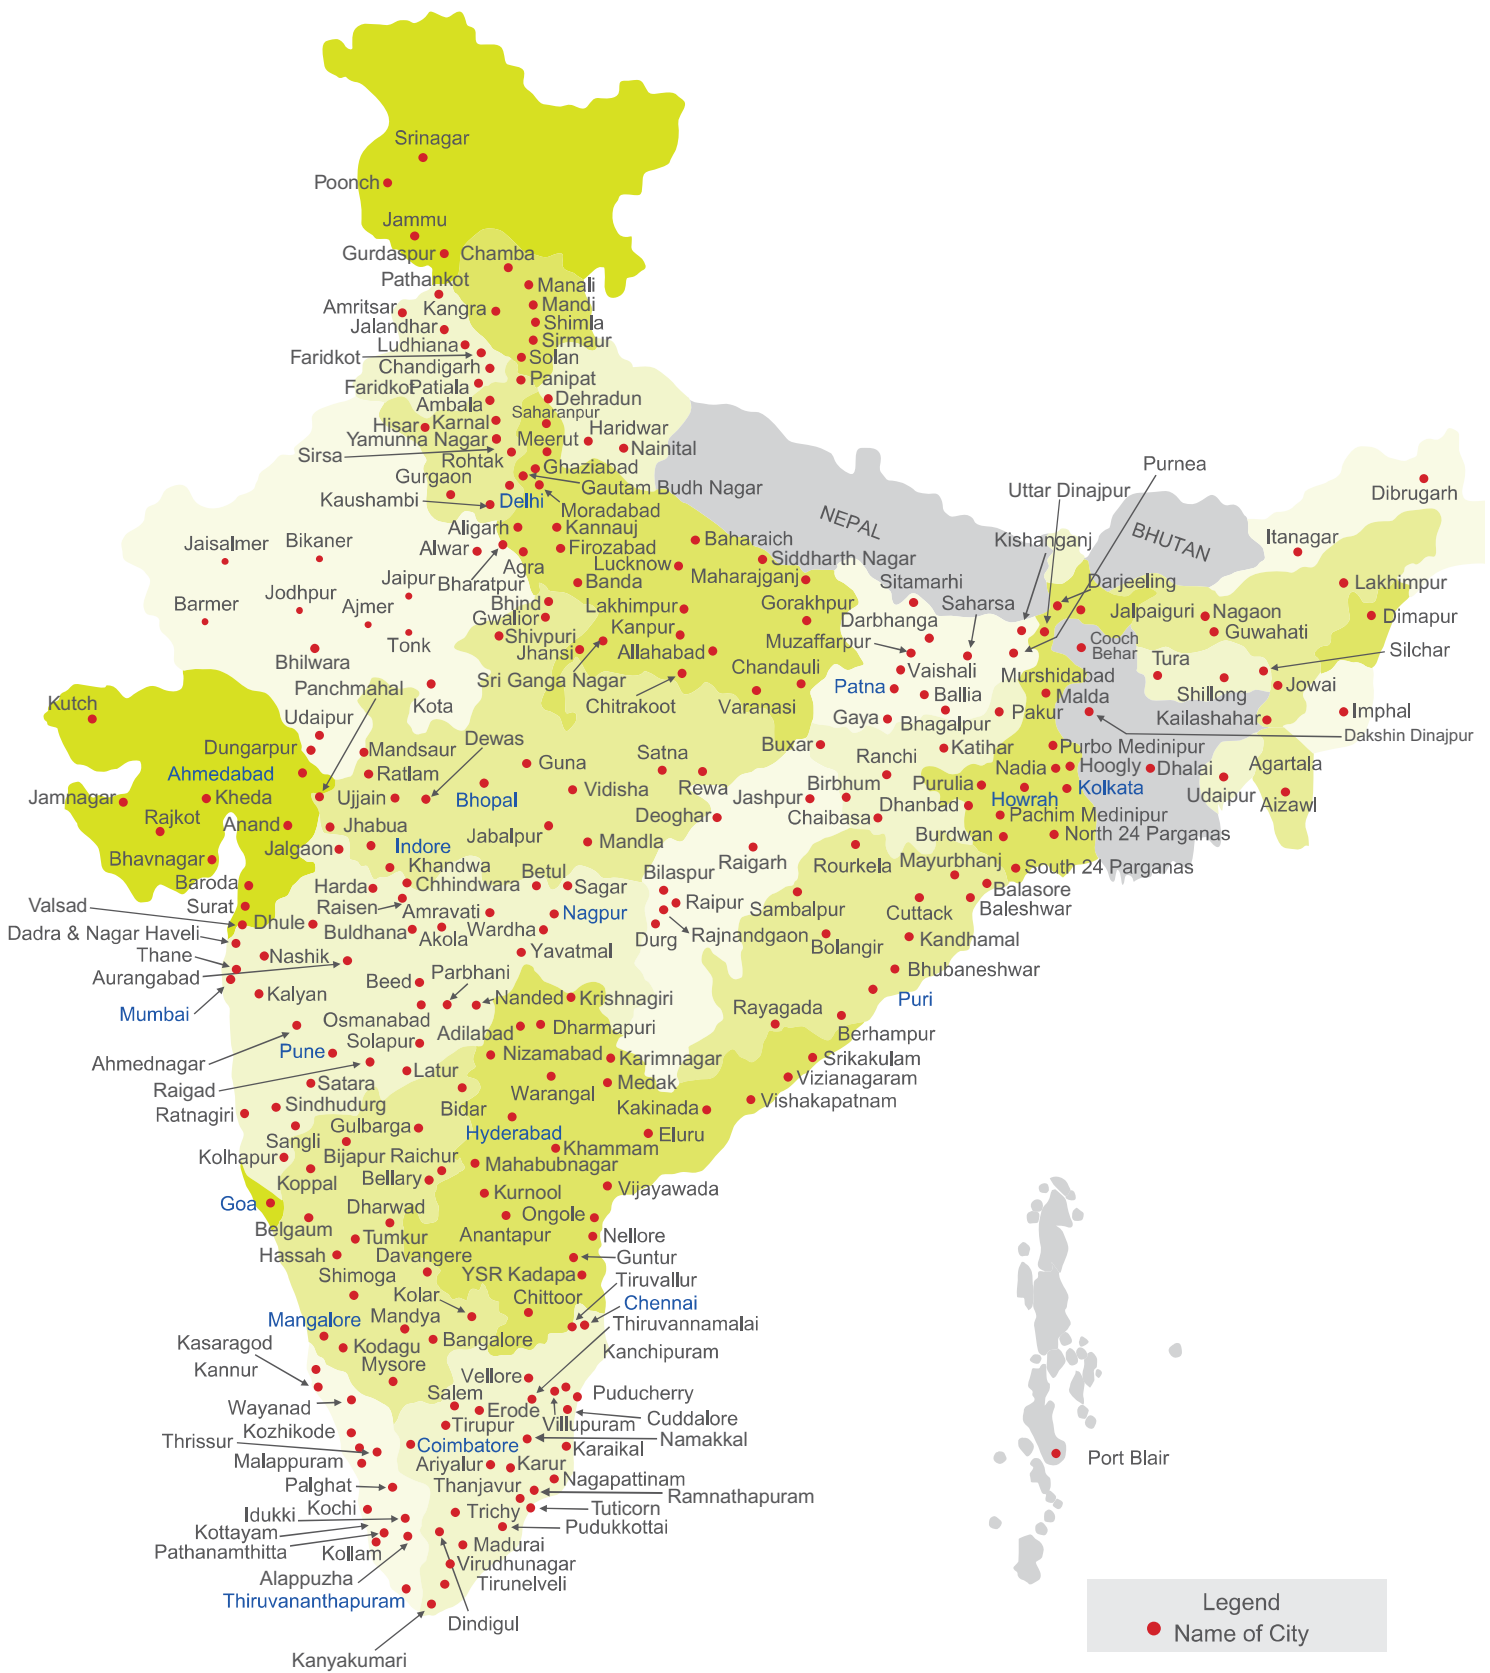 Srinagar
Poonch
Jammu
Gurdaspur
Chamba
Pathankot
Manali
Amritsar
Kangra
Mandi
Jalandhar
Shimla
Ludhiana
Sirmaur
Faridkot
Solan
Chandigarh
Faridkot
Patiala
Panipat
Ambala
Dehradun
Saharanpur
Hisar
Karnal
Haridwar
Yamunna Nagar
Meerut
Nainital
Sirsa
Rohtak
Ghaziabad
Gurgaon
Gautam Budh Nagar
Kaushambi
Delhi
Moradabad
Purnea
Uttar Dinajpur
Dibrugarh
NEPAL
BHUTAN
Aligarh
Kannauj
Baharaich
Kishanganj
Itanagar
Jaisalmer
Bikaner
Alwar
Agra
Firozabad
Siddharth Nagar
Lucknow
Bharatpur
Jaipur
Banda
Maharajganj
Sitamarhi
Darjeeling
Lakhimpur
Barmer
Jodhpur
Ajmer
Bhind
Lakhimpur
Gorakhpur
Saharsa
Jalpaiguri
Nagaon
Dimapur
Gwalior
Darbhanga
Guwahati
Tonk
Shivpuri
Kanpur
Muzaffarpur
Cooch
Behar
Silchar
Bhilwara
Jhansi
Allahabad
Chandauli
Vaishali
Murshidabad
Tura
Panchmahal
Sri Ganga Nagar
Patna
Ballia
Malda
Shillong
Jowai
Kota
Chitrakoot
Varanasi
Kutch
Udaipur
Gaya
Bhagalpur
Pakur
Kailashahar
Imphal
Dewas
Dakshin Dinajpur
Dungarpur
Mandsaur
Satna
Buxar
Ranchi
Katihar
Purbo Medinipur
Ahmedabad
Ratlam
Guna
Rewa
Birbhum
Purulia
Nadia
Hoogly
Dhalai
Agartala
Jamnagar
Kheda
Ujjain
Bhopal
Vidisha
Jashpur
Dhanbad
Howrah
Kolkata
Udaipur
Aizawl
Rajkot
Anand
Jhabua
Deoghar
Chaibasa
Pachim Medinipur
Jalgaon
Indore
Jabalpur
Mandla
Burdwan
North 24 Parganas
Bhavnagar
Khandwa
Raigarh
Rourkela
Mayurbhanj
South 24 Parganas
Baroda
Harda
Chhindwara
Betul
Sagar
Bilaspur
Balasore
Surat
Raisen
Raipur
Sambalpur
Cuttack
Baleshwar
Valsad
Dhule
Amravati
Nagpur
Dadra & Nagar Haveli
Buldhana
Akola
Wardha
Durg
Rajnandgaon
Bolangir
Kandhamal
Thane
Nashik
Yavatmal
Aurangabad
Beed
Parbhani
Bhubaneshwar
Mumbai
Kalyan
Nanded
Krishnagiri
Puri
Osmanabad
Rayagada
Solapur
Adilabad
Dharmapuri
Berhampur
Ahmednagar
Pune
Nizamabad
Karimnagar
Srikakulam
Raigad
Satara
Latur
Medak
Vizianagaram
Warangal
Ratnagiri
Sindhudurg
Bidar
Kakinada
Vishakapatnam
Sangli
Gulbarga
Hyderabad
Eluru
Kolhapur
Bijapur
Raichur
Khammam
Koppal
Bellary
Mahabubnagar
Goa
Dharwad
Kurnool
Vijayawada
Belgaum
Ongole
Hassah
Tumkur
Anantapur
Nellore
Davangere
Guntur
Shimoga
YSR Kadapa
Tiruvallur
Kolar
Chittoor
Chennai
Mangalore
Mandya
Thiruvannamalai
Kasaragod
Kodagu
Bangalore
Kanchipuram
Kannur
Mysore
Vellore
Wayanad
Salem
Puducherry
Erode
Kozhikode
Tirupur
Villupuram
Cuddalore
Thrissur
Coimbatore
Namakkal
Malappuram
Karaikal
Port Blair
Ariyalur
Karur
Palghat
Thanjavur
Nagapattinam
Ramnathapuram
Idukki
Kochi
Trichy
Tuticorn
Kottayam
Pudukkottai
Pathanamthitta
Kollam
Madurai
Alappuzha
Virudhunagar
Thiruvananthapuram
Tirunelveli
Dindigul
Kanyakumari
Legend
Name of City